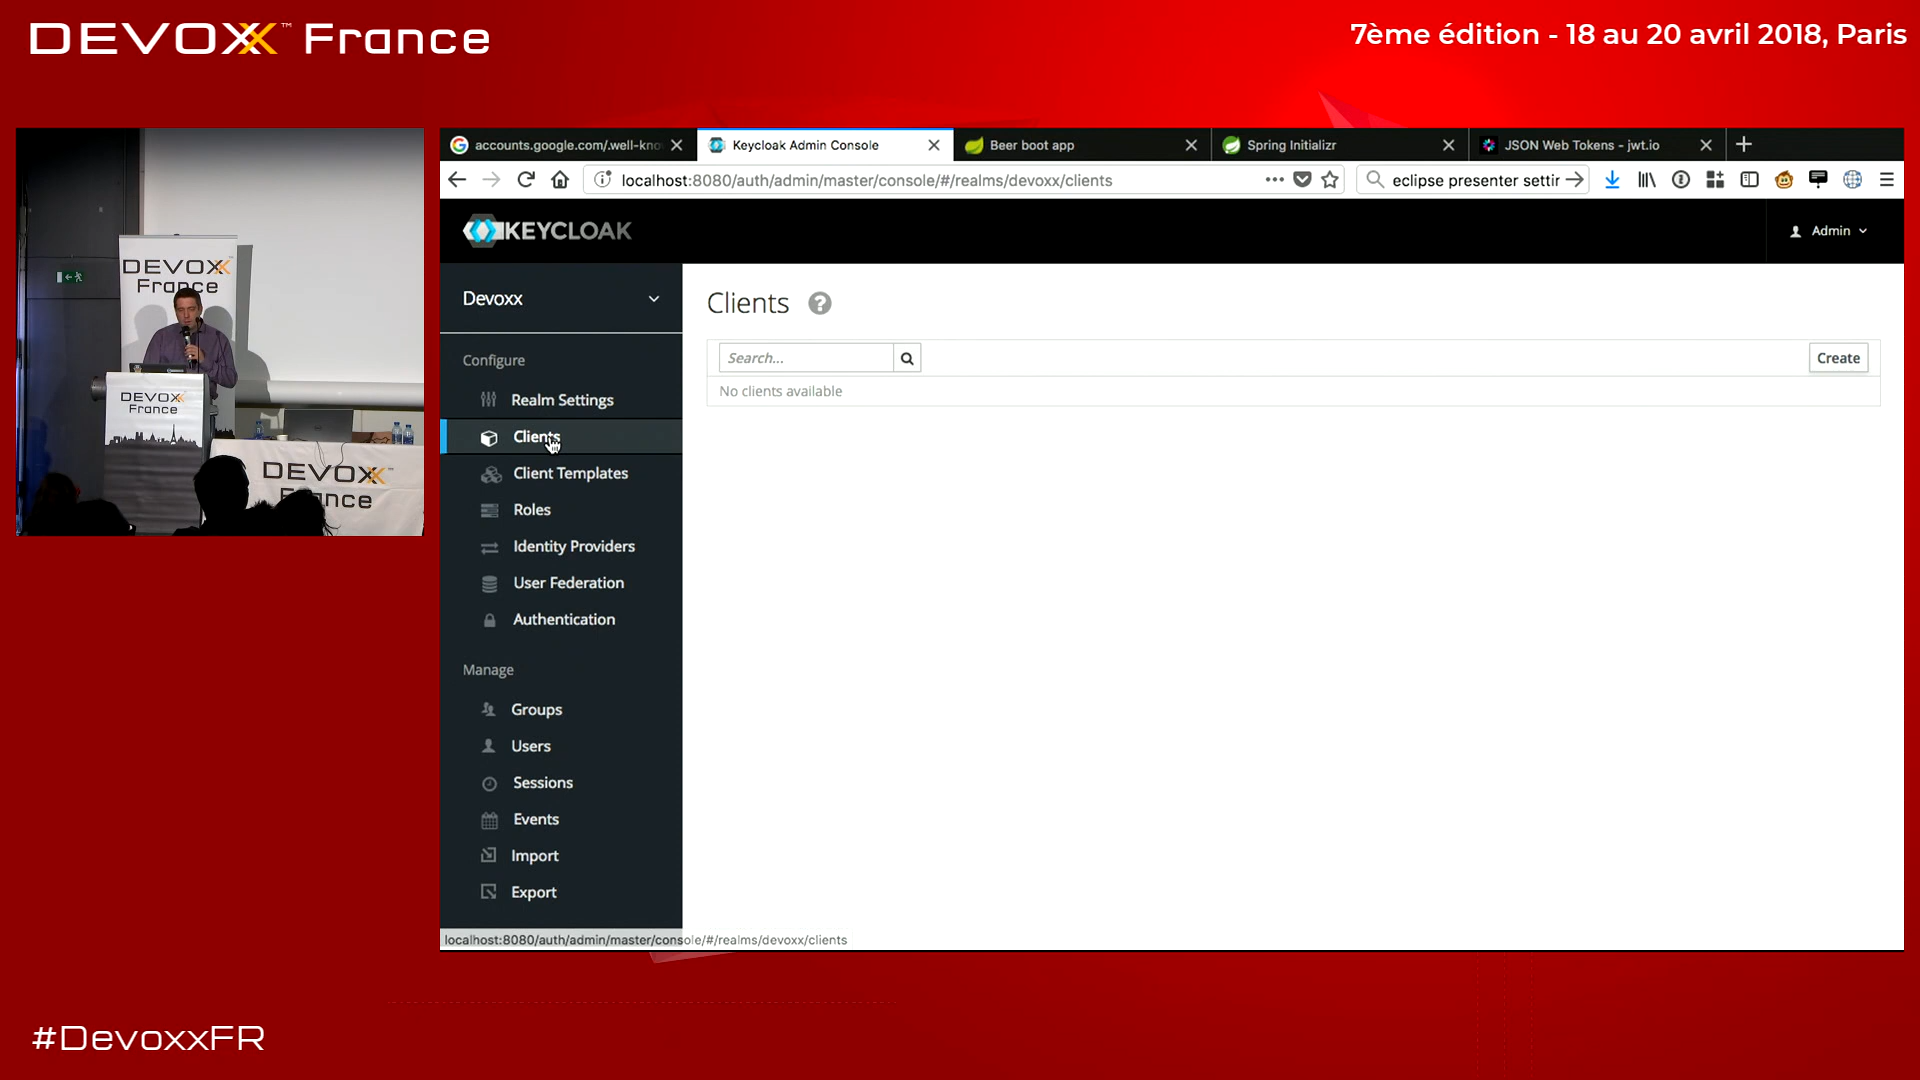 DEVOXX™ France
7ème édition - 18 au 20 avril 2018, Paris
DEVOXX
France
DEVOXX
France
DEVOXX™
France
accounts.google.com/.well-kno
Keycloak Admin Console
Beer boot app
Spring Initializr
JSON Web Tokens - jwt.io
localhost:8080/auth/admin/master/console/#/realms/devoxx/clients
eclipse presenter settir
KEYCLOAK
Admin
Devoxx
Configure
Realm Settings
Clients
Client Templates
Roles
Identity Providers
User Federation
Authentication
Manage
Groups
Users
Sessions
Events
Import
Export
Clients ?
Search...
Create
No clients available
localhost:8080/auth/admin/master/console/#/realms/devoxx/clients
#DevoxxFR